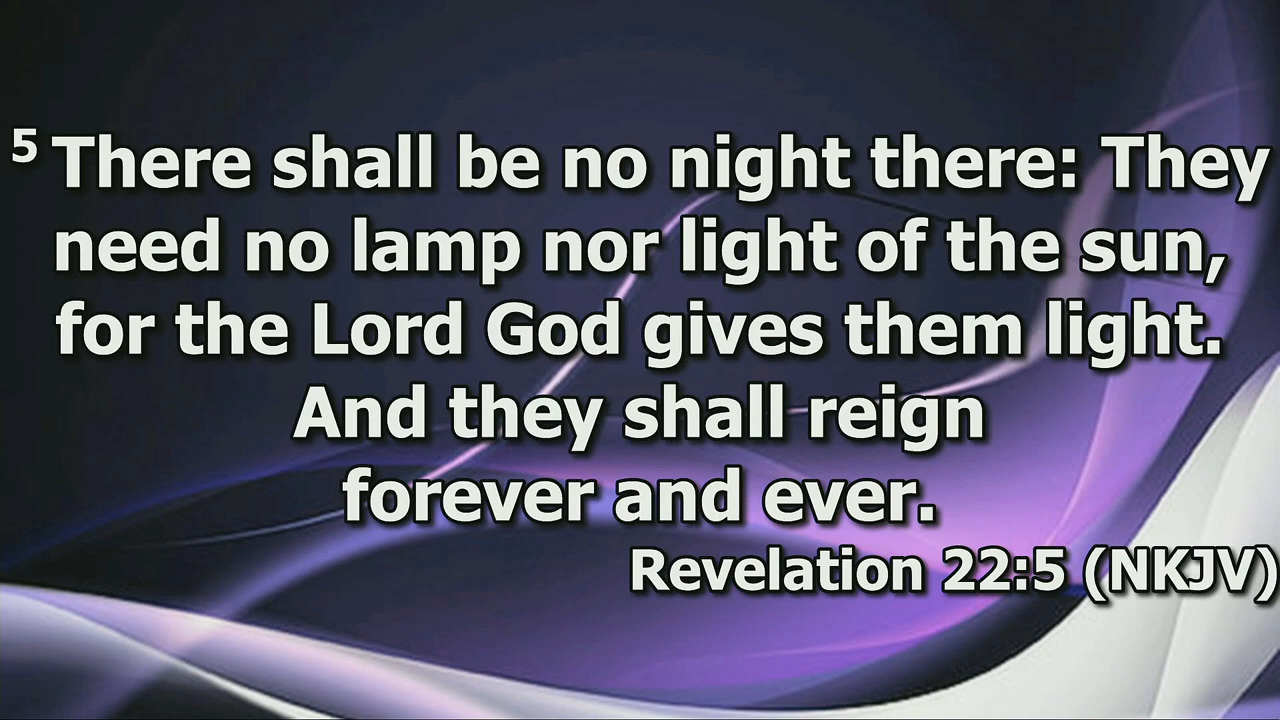 5 There shall be no night there: They
need no lamp nor light of the sun,
for the Lord God gives them light.
And they shall reign
forever and ever.
Revelation 22:5 (NKJV)